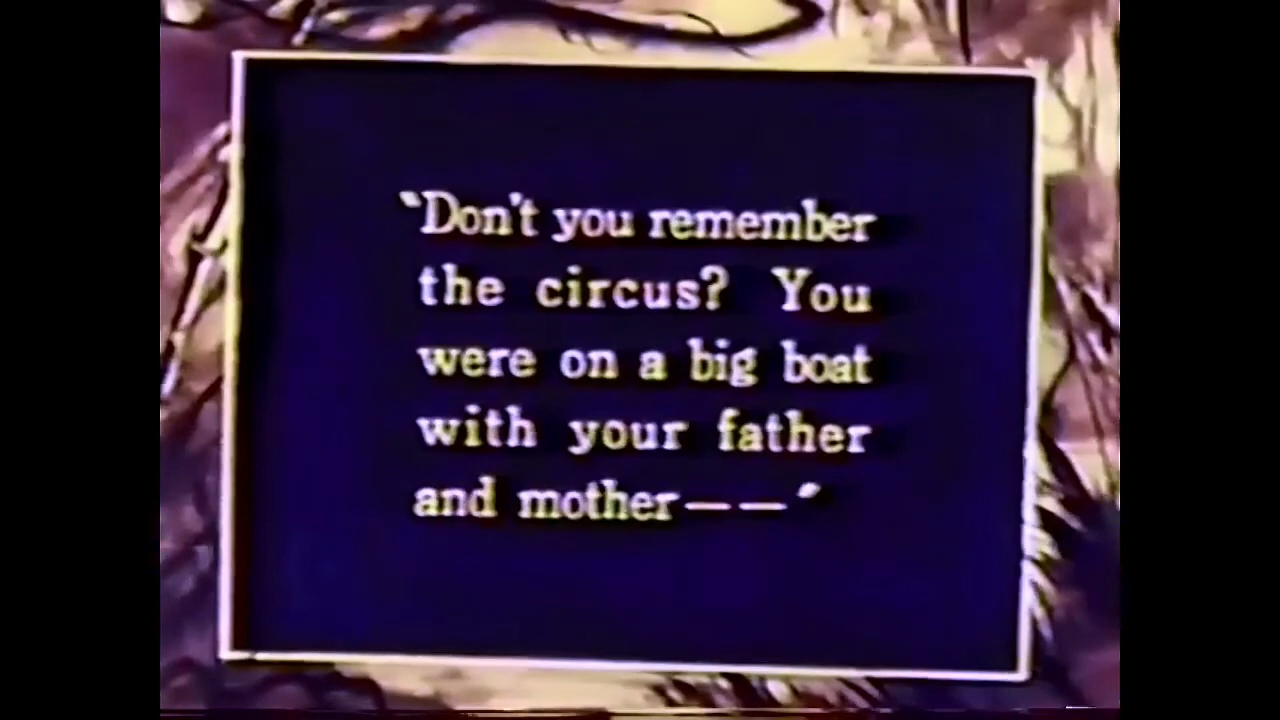 "Don't you remember
the circus? You
were on a big boat
with your father
and mother——"